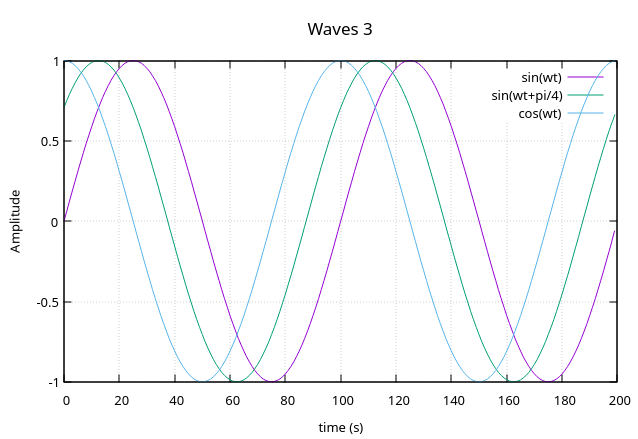 Waves 3
sin(wt)
sin(wt+pi/4)
cos(wt)
1
0.5
0
-0.5
-1
Amplitude
0 20 40 60 80 100 120 140 160 180 200
time (s)